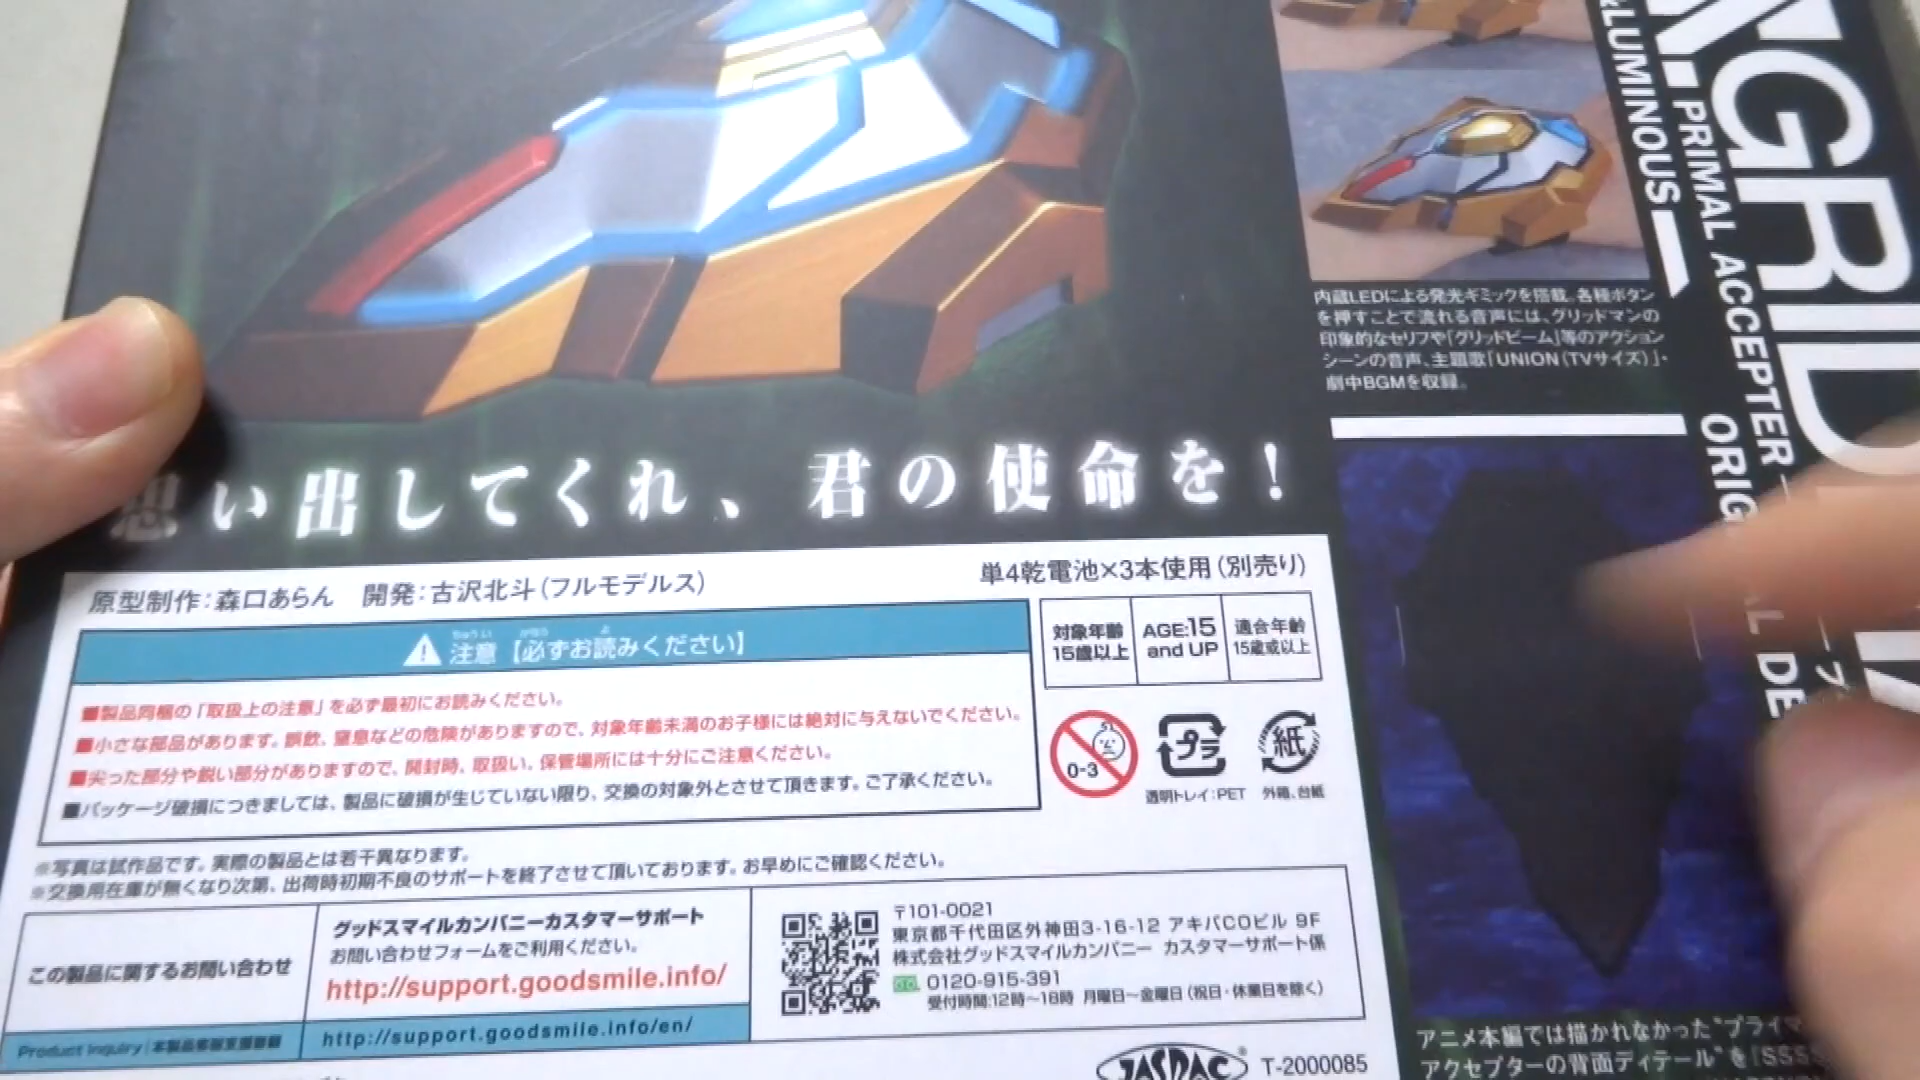 &LUMINOUS
GRID
PRIMAL ACCEPTER
内蔵LEDによる発光ギミックを搭載。各種ボタン
を押すことで流れる音声には、グリッドマンの
印象的なセリフや「グリッドビーム」等のアクション
シーンの音声、主題歌「UNION（TVサイズ）」・
劇中BGMを収録。
思い出してくれ、君の使命を！
原型制作：森口あらん　開発：古沢北斗（フルモデルス）
単4乾電池×3本使用（別売り）
注意【必ずお読みください】
対象年齢
15歳以上
AGE:15
and UP
適合年齢
15歳或以上
■製品同梱の「取扱上の注意」を必ず最初にお読みください。
■小さな部品があります。誤飲、窒息などの危険がありますので、対象年齢未満のお子様には絶対に与えないでください。
■尖った部分や鋭い部分がありますので、開封時、取扱い、保管場所には十分にご注意ください。
■パッケージ破損につきましては、製品に破損が生じていない限り、交換の対象外とさせて頂きます。ご了承ください。
0-3
プラ
紙
透明トレイ：PET
外箱、台紙
※写真は試作品です。実際の製品とは若干異なります。
※交換用在庫が無くなり次第、出荷時初期不良のサポートを終了させて頂いております。お早めにご確認ください。
この製品に関するお問い合わせ
グッドスマイルカンパニーカスタマーサポート
お問い合わせフォームをご利用ください。
http://support.goodsmile.info/
Product Inquiry
http://support.goodsmile.info/en/
〒101-0021
東京都千代田区外神田3-16-12 アキバCOビル 9F
株式会社グッドスマイルカンパニー カスタマーサポート係
0120-915-391
受付時間：12時～18時 月曜日～金曜日（祝日・休業日を除く）
JASRAC
T-2000085
アニメ本編では描かれなかった"プライマ
アクセプターの背面ディテール"を「SSSS